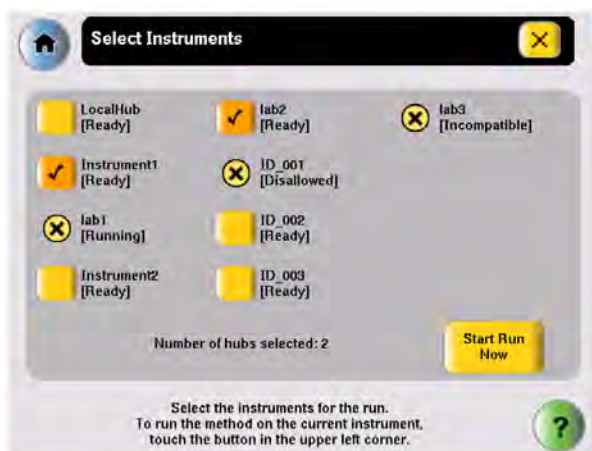 Select Instruments
LocalHub
[Ready]
Instrument1
[Ready]
lab1
[Running]
Instrument2
[Ready]
lab2
[Ready]
ID_001
[Disallowed]
ID_002
[Ready]
ID_003
[Ready]
lab3
[Incompatible]
Number of hubs selected: 2
Start Run
Now
Select the instruments for the run.
To run the method on the current instrument,
touch the button in the upper left corner.
?